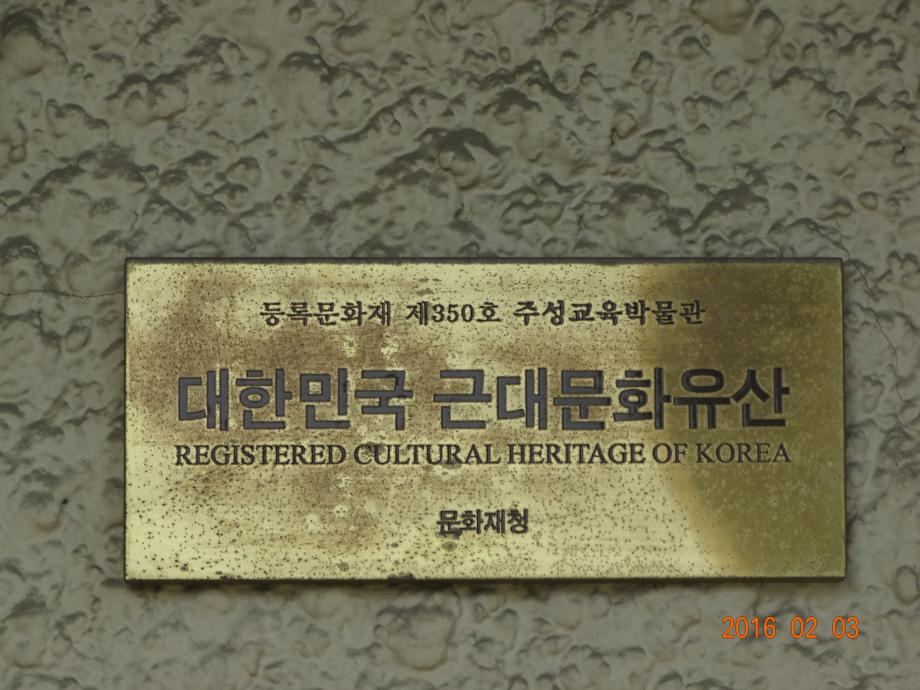 등록문화재 제350호 주성교육박물관
대한민국 근대문화유산
REGISTERED CULTURAL HERITAGE OF KOREA
문화재청
2016 02 03